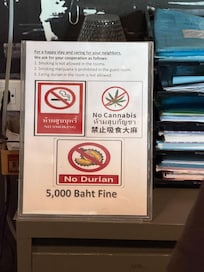 For a happy stay and caring for your neighbors.
We ask for your cooperation as follows:
1. Smoking is not allowed in the rooms.
2. Smoking marijuana is prohibited in the guest room.
3. Eating durian in the room is not allowed.
ห้ามสูบบุหรี่
NO SMOKING
No Cannabis
ห้ามสูบกัญชา
禁止吸食大麻
No Durian
5,000 Baht Fine